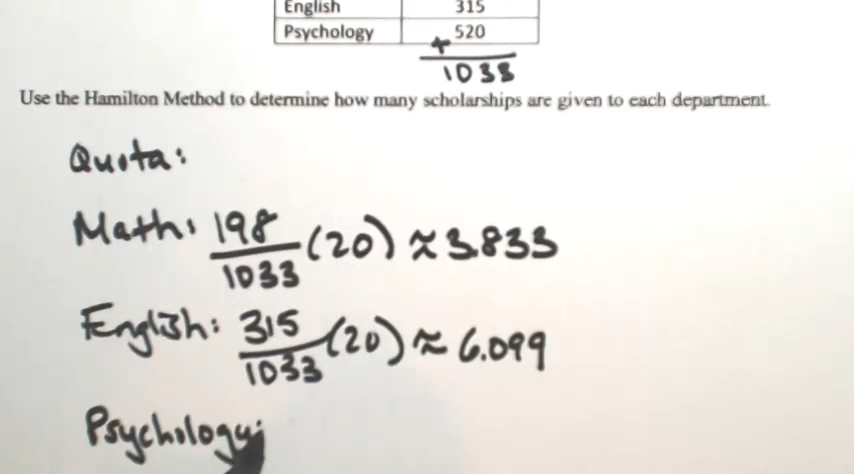 English 315
Psychology 520
+
1033
Use the Hamilton Method to determine how many scholarships are given to each department.
Quota:
Math: 198/1033 (20) ≈ 3.833
English: 315/1033 (20) ≈ 6.099
Psychology: